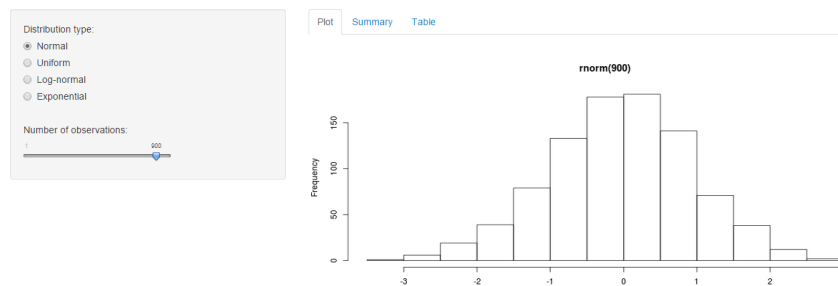 Distribution type:
Normal
Uniform
Log-normal
Exponential
Number of observations:
1 900
Plot Summary Table
rnorm(900)
Frequency
150
100
50
0
-3 -2 -1 0 1 2